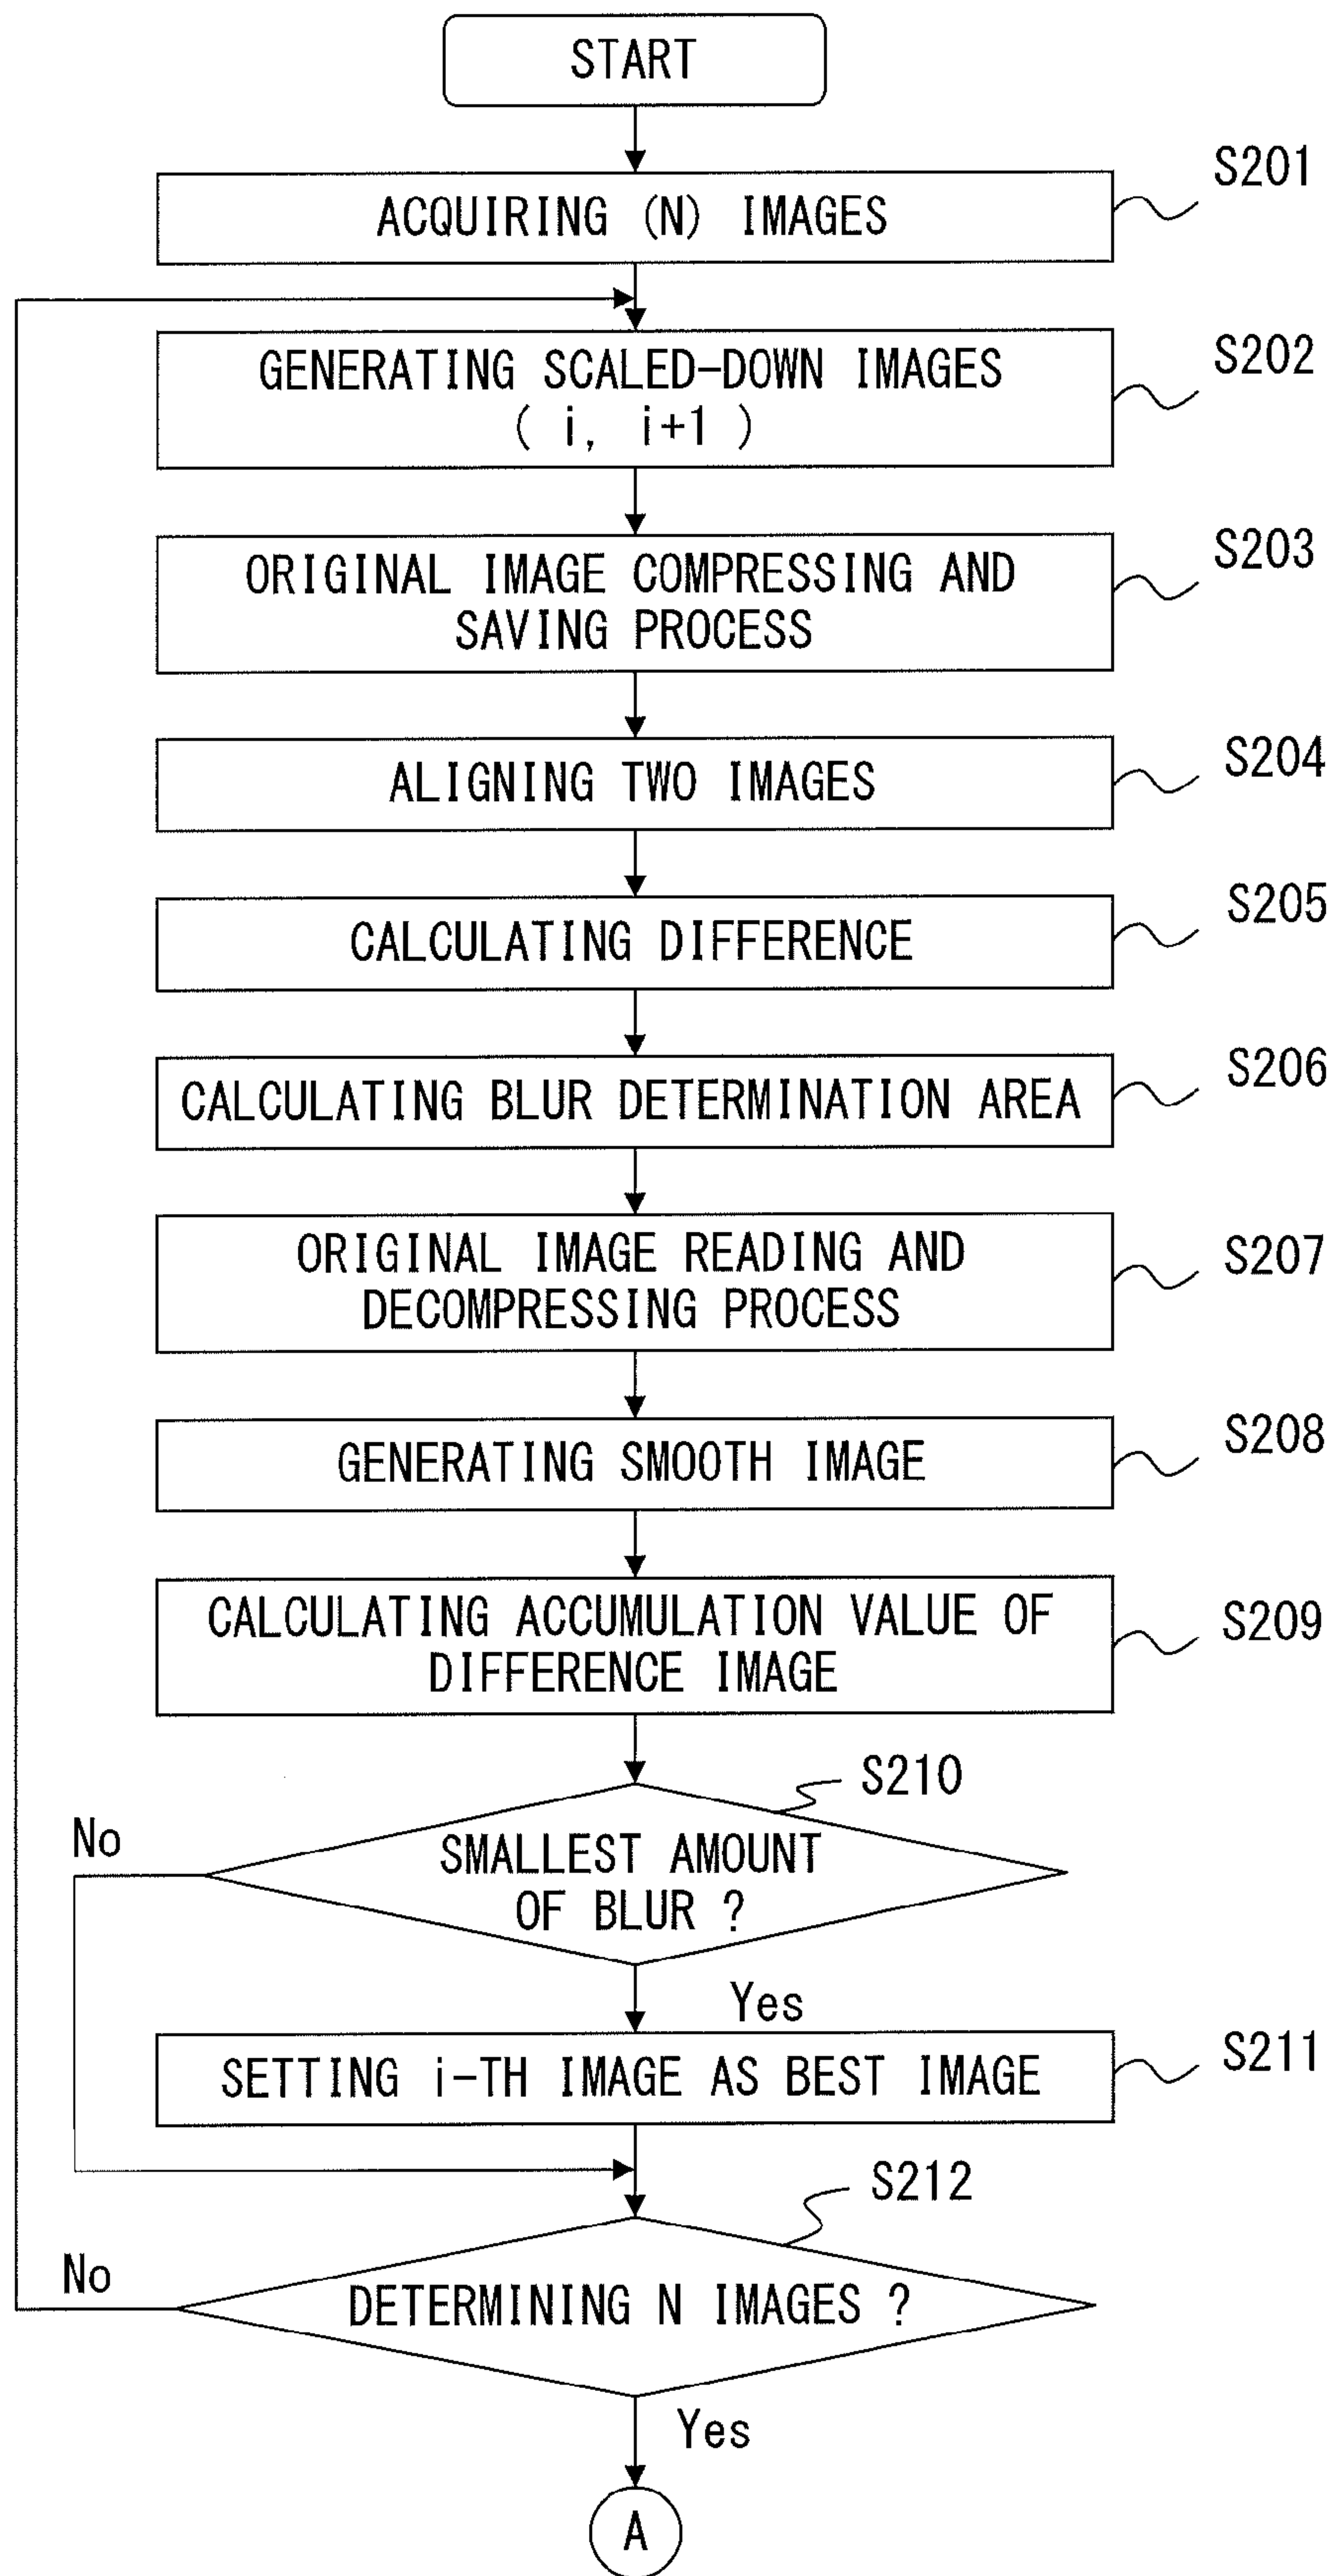 START
S201
ACQUIRING (N) IMAGES
S202
GENERATING SCALED-DOWN IMAGES
( i, i+1 )
S203
ORIGINAL IMAGE COMPRESSING AND
SAVING PROCESS
S204
ALIGNING TWO IMAGES
S205
CALCULATING DIFFERENCE
S206
CALCULATING BLUR DETERMINATION AREA
S207
ORIGINAL IMAGE READING AND
DECOMPRESSING PROCESS
S208
GENERATING SMOOTH IMAGE
S209
CALCULATING ACCUMULATION VALUE OF
DIFFERENCE IMAGE
S210
No
SMALLEST AMOUNT
OF BLUR ?
Yes
S211
SETTING i-TH IMAGE AS BEST IMAGE
S212
No
DETERMINING N IMAGES ?
Yes
A